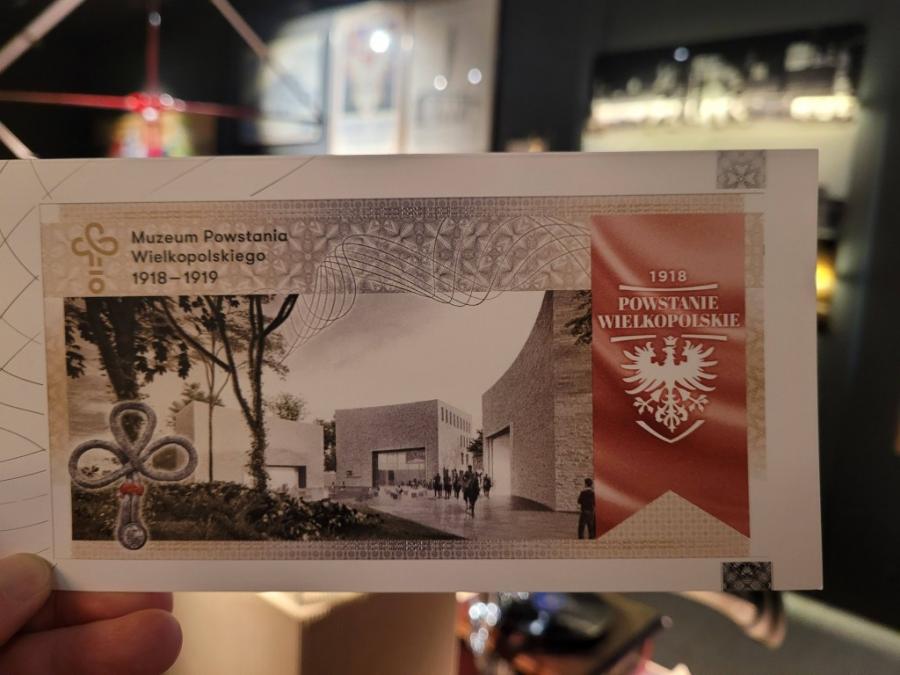 Muzeum Powstania
Wielkopolskiego
1918–1919
1918
POWSTANIE
WIELKOPOLSKIE